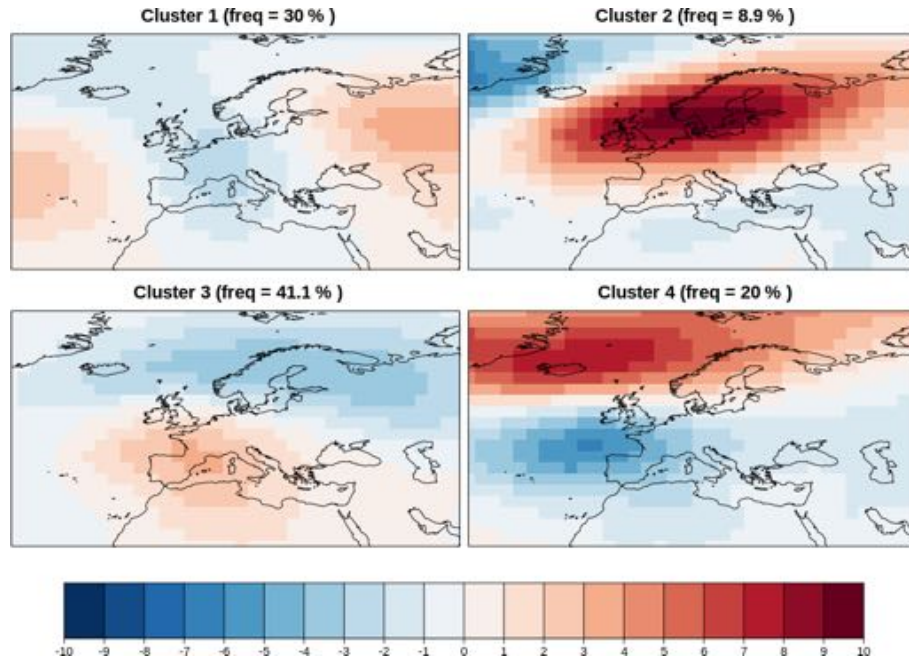 Cluster 1 (freq = 30 % )
Cluster 2 (freq = 8.9 % )
Cluster 3 (freq = 41.1 % )
Cluster 4 (freq = 20 % )
-10 -9 -8 -7 -6 -5 -4 -3 -2 -1 0 1 2 3 4 5 6 7 8 9 10